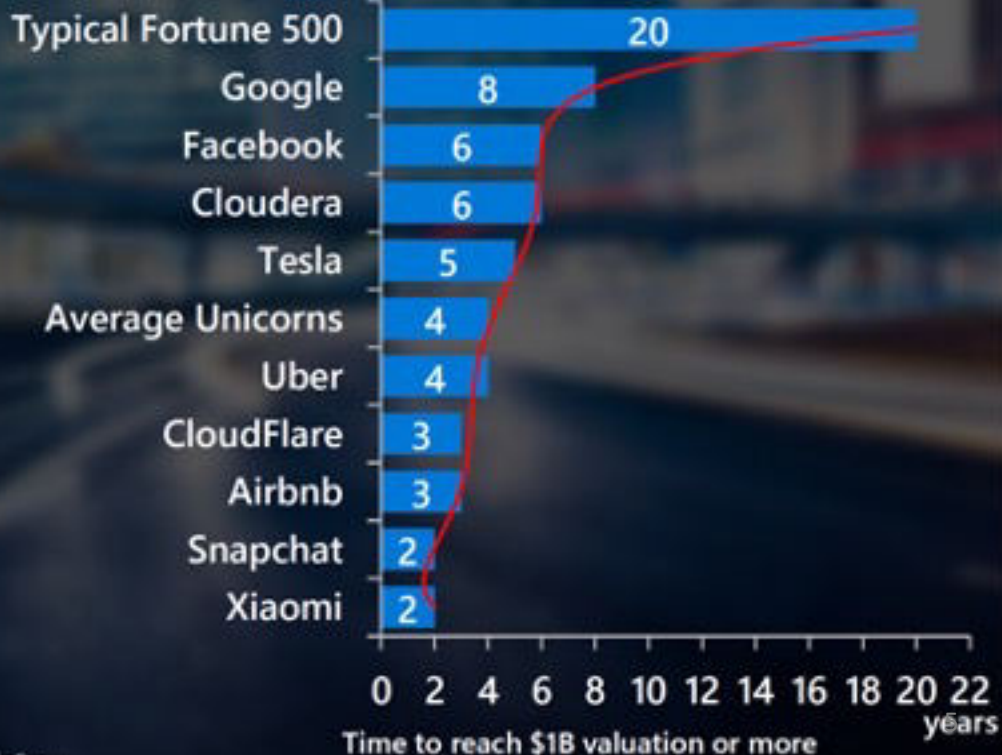 Typical Fortune 500 20
Google 8
Facebook 6
Cloudera 6
Tesla 5
Average Unicorns 4
Uber 4
CloudFlare 3
Airbnb 3
Snapchat 2
Xiaomi 2
0 2 4 6 8 10 12 14 16 18 20 22
years
Time to reach $1B valuation or more